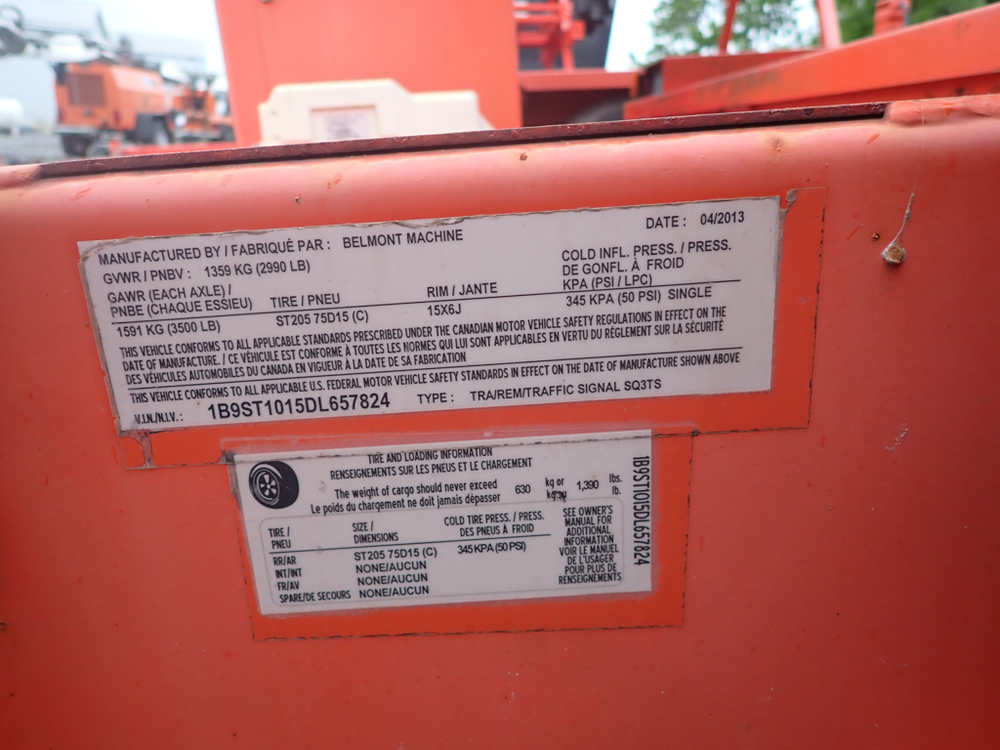 MANUFACTURED BY / FABRIQUÉ PAR : BELMONT MACHINE DATE : 04/2013
GVWR / PNBV : 1359 KG (2990 LB)
GAWR (EACH AXLE) /
PNBE (CHAQUE ESSIEU) TIRE / PNEU RIM / JANTE
COLD INFL. PRESS. / PRESS.
DE GONFL. À FROID
KPA (PSI / LPC)
1591 KG (3500 LB) ST205 75D15 (C) 15X6J 345 KPA (50 PSI) SINGLE
THIS VEHICLE CONFORMS TO ALL APPLICABLE STANDARDS PRESCRIBED UNDER THE CANADIAN MOTOR VEHICLE SAFETY REGULATIONS IN EFFECT ON THE
DATE OF MANUFACTURE. / CE VÉHICULE EST CONFORME À TOUTES LES NORMES QUI LUI SONT APPLICABLES EN VERTU DU RÈGLEMENT SUR LA SÉCURITÉ
DES VÉHICULES AUTOMOBILES DU CANADA EN VIGUEUR À LA DATE DE SA FABRICATION
THIS VEHICLE CONFORMS TO ALL APPLICABLE U.S. FEDERAL MOTOR VEHICLE SAFETY STANDARDS IN EFFECT ON THE DATE OF MANUFACTURE SHOWN ABOVE
V.I.N./N.I.V.: 1B9ST1015DL657824 TYPE : TRA/REM/TRAFFIC SIGNAL SQ3TS
TIRE AND LOADING INFORMATION
RENSEIGNEMENTS SUR LES PNEUS ET LE CHARGEMENT
The weight of cargo should never exceed
Le poids du chargement ne doit jamais dépasser
630
kg or
kg ou
1,390
lbs.
lb.
TIRE /
PNEU
SIZE /
DIMENSIONS
COLD TIRE PRESS. / PRESS.
DES PNEUS À FROID
RR/AR ST205 75D15 (C) 345 KPA (50 PSI)
INT/INT NONE/AUCUN
FR/AV NONE/AUCUN
SPARE/DE SECOURS NONE/AUCUN
SEE OWNER'S
MANUAL FOR
ADDITIONAL
INFORMATION
VOIR LE MANUEL
DE L'USAGER
POUR PLUS DE
RENSEIGNEMENTS
1B9ST1015DL657824